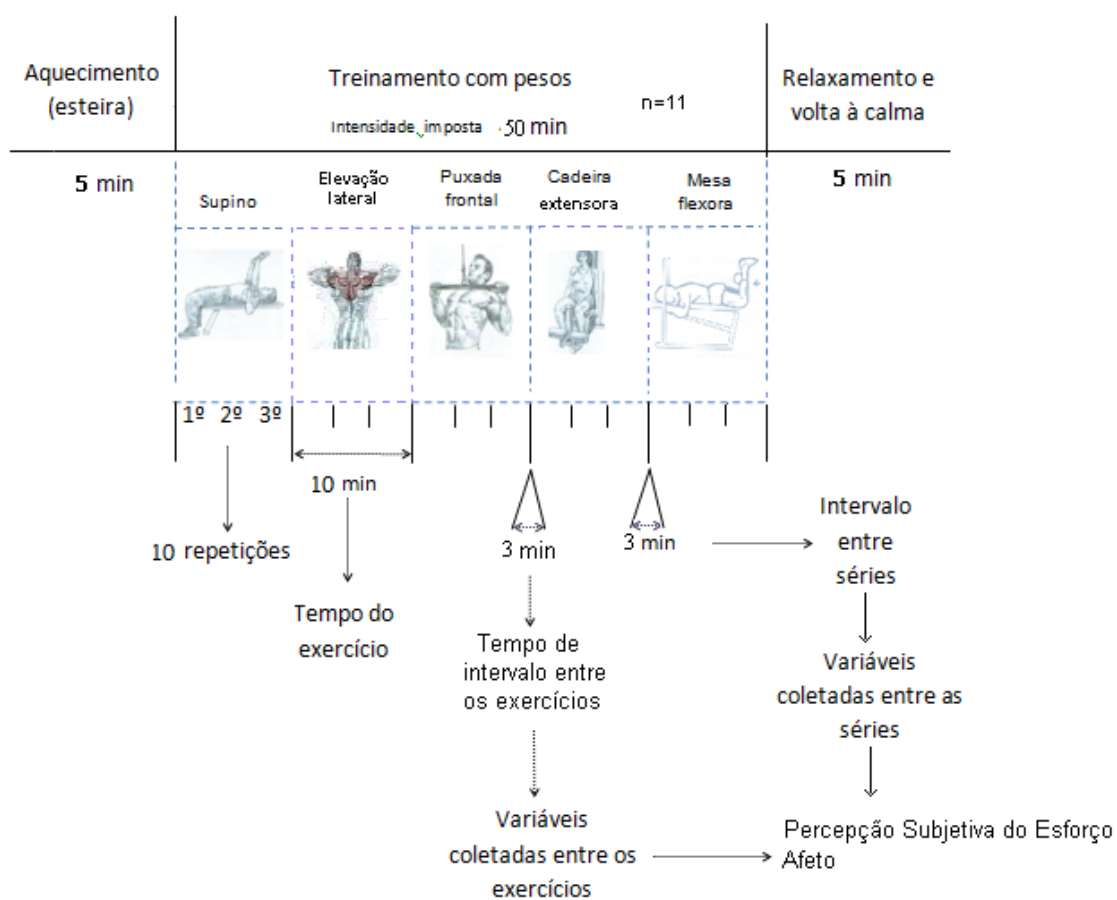 Aquecimento
(esteira)
Treinamento com pesos
n=11
Intensidade imposta 50 min
Relaxamento e
volta à calma
5 min
Supino
Elevação
lateral
Puxada
frontal
Cadeira
extensora
Mesa
flexora
5 min
1º 2º 3º
10 min
10 repetições
Tempo do
exercício
3 min
3 min
Tempo de
intervalo entre
os exercícios
Intervalo
entre
séries
Variáveis
coletadas entre as
séries
Variáveis
coletadas entre os
exercícios
Percepção Subjetiva do Esforço
Afeto